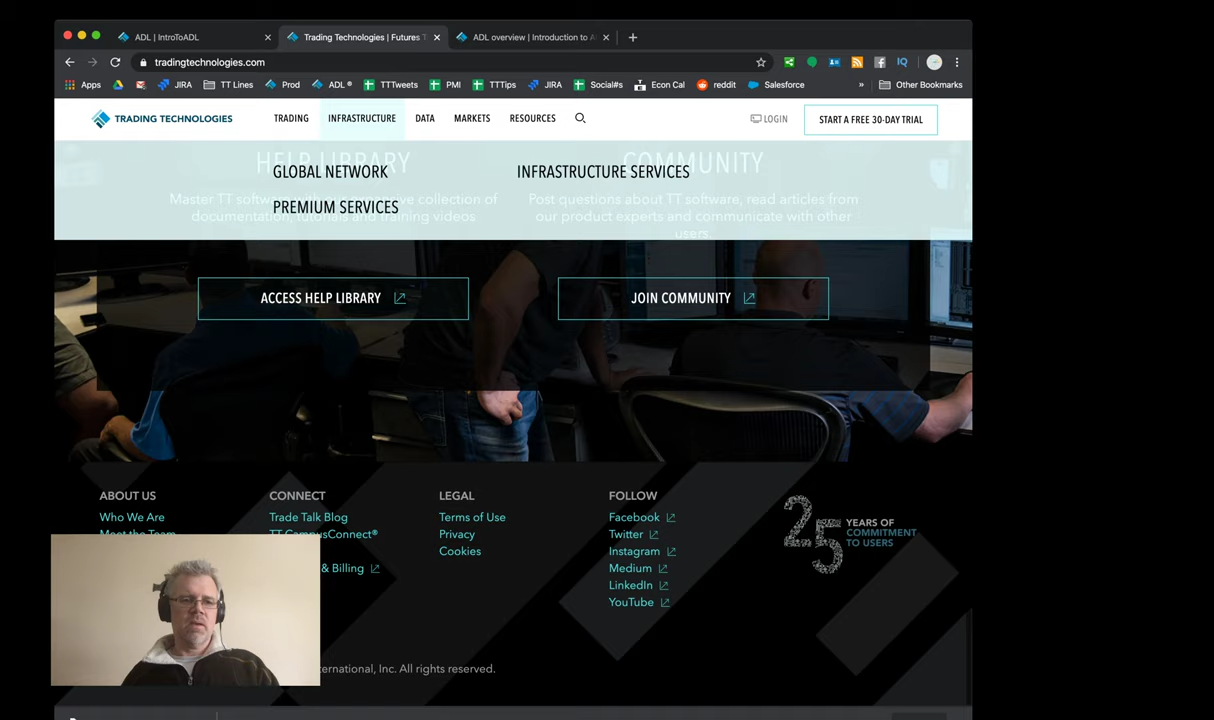 ADL | IntroToADL
Trading Technologies | Futures T
ADL overview | Introduction to A
tradingtechnologies.com
Apps
JIRA
TT Lines
Prod
ADL ®
TTTweets
PMI
TTTips
JIRA
Social#s
Econ Cal
reddit
Salesforce
»
Other Bookmarks
TRADING TECHNOLOGIES
TRADING
INFRASTRUCTURE
DATA
MARKETS
RESOURCES
LOGIN
START A FREE 30-DAY TRIAL
HELP LIBRARY
COMMUNITY
GLOBAL NETWORK
INFRASTRUCTURE SERVICES
PREMIUM SERVICES
Master TT softw ve collection of
documentation, tutorials and training videos
Post questions about TT software, read articles from
our product experts and communicate with other
users.
ACCESS HELP LIBRARY
JOIN COMMUNITY
ABOUT US
Who We Are
Meet the Team
CONNECT
Trade Talk Blog
TT CampusConnect®
& Billing
LEGAL
Terms of Use
Privacy
Cookies
FOLLOW
Facebook
Twitter
Instagram
Medium
LinkedIn
YouTube
25 YEARS OF
COMMITMENT
TO USERS
ernational, Inc. All rights reserved.